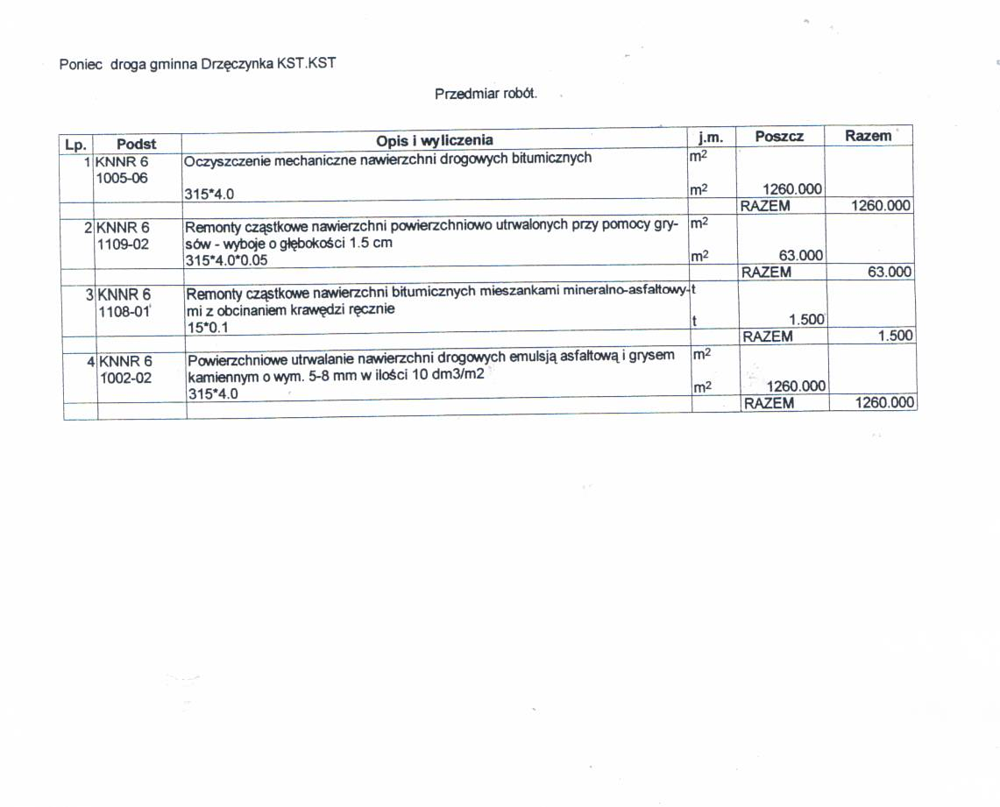 Poniec droga gminna Drzęczynka KST.KST
Przedmiar robót.
Lp. Podst Opis i wyliczenia j.m. Poszcz Razem
1 KNNR 6 Oczyszczenie mechaniczne nawierzchni drogowych bitumicznych m2
1005-06
315*4.0 m2 1260.000
RAZEM 1260.000
2 KNNR 6 Remonty cząstkowe nawierzchni powierzchniowo utrwalonych przy pomocy gry- m2
1109-02 sów - wyboje o głębokości 1.5 cm
315*4.0*0.05 m2 63.000
RAZEM 63.000
3 KNNR 6 Remonty cząstkowe nawierzchni bitumicznych mieszankami mineralno-asfaltowy- t
1108-01 mi z obcinaniem krawędzi ręcznie
15*0.1 t 1.500
RAZEM 1.500
4 KNNR 6 Powierzchniowe utrwalanie nawierzchni drogowych emulsją asfaltową i grysem m2
1002-02 kamiennym o wym. 5-8 mm w ilości 10 dm3/m2
315*4.0 m2 1260.000
RAZEM 1260.000